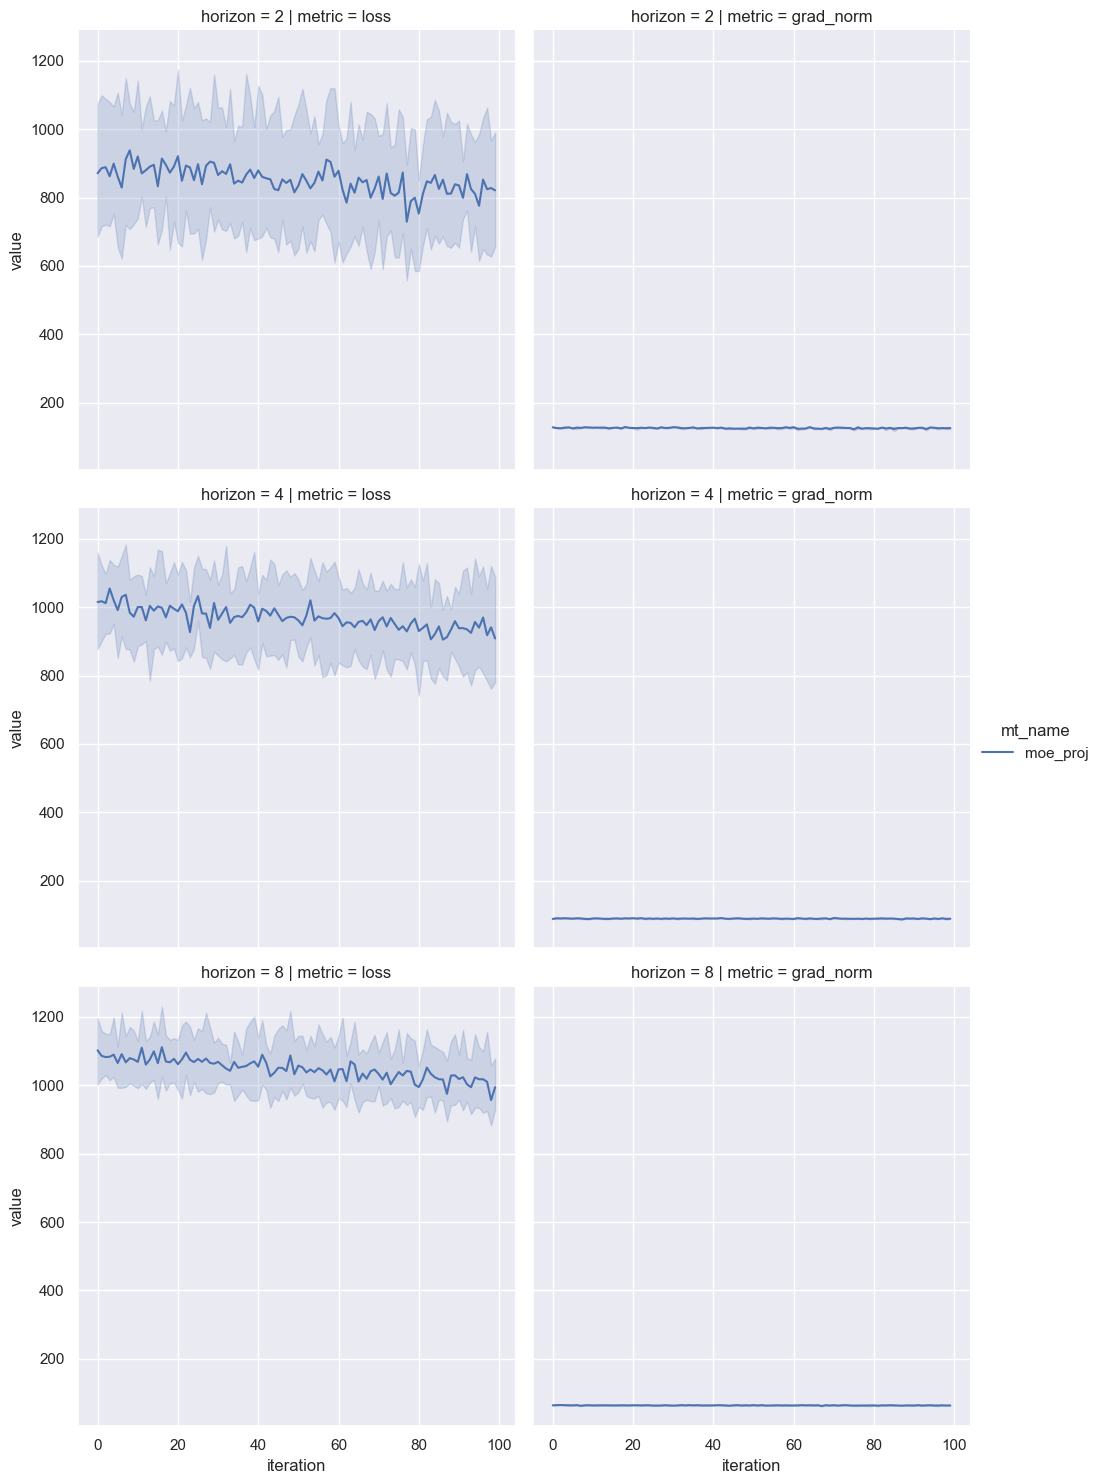 horizon = 2 | metric = loss
horizon = 2 | metric = grad_norm
1200
1000
800
600
400
200
value
horizon = 4 | metric = loss
horizon = 4 | metric = grad_norm
1200
1000
800
600
400
200
value
mt_name
moe_proj
horizon = 8 | metric = loss
horizon = 8 | metric = grad_norm
1200
1000
800
600
400
200
value
0 20 40 60 80 100
0 20 40 60 80 100
iteration
iteration